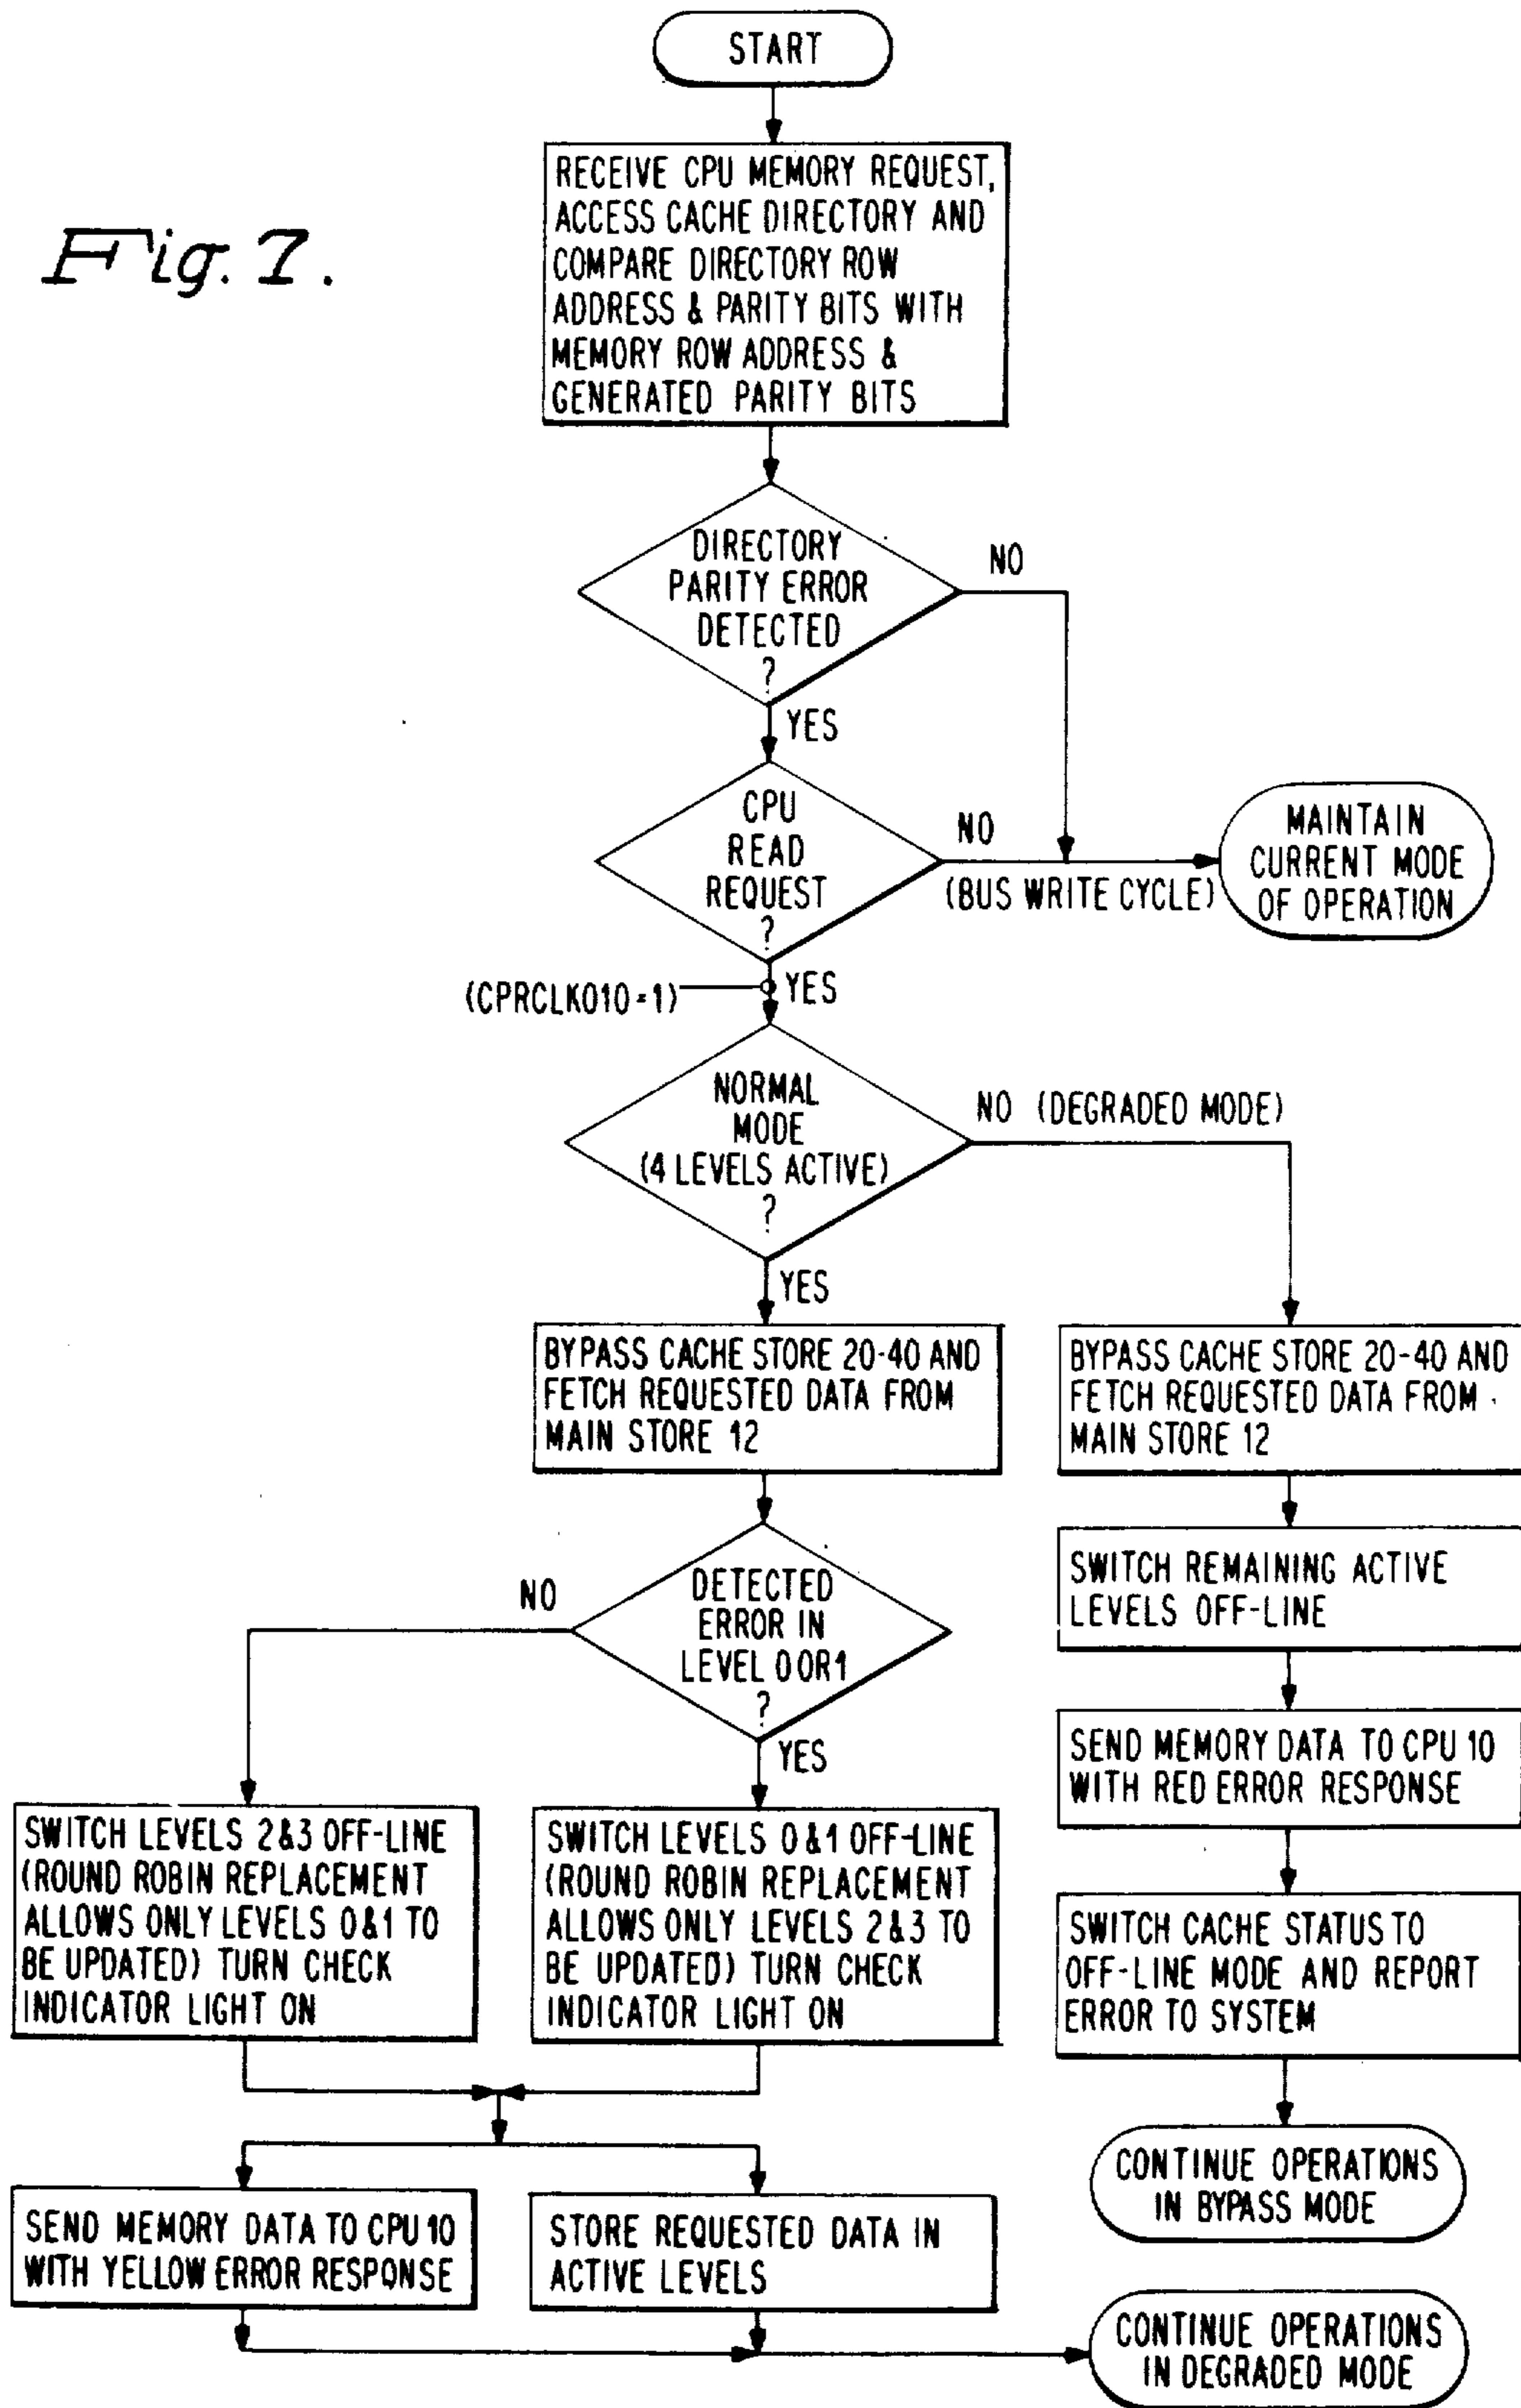 START
Fig. 7.
RECEIVE CPU MEMORY REQUEST,
ACCESS CACHE DIRECTORY AND
COMPARE DIRECTORY ROW
ADDRESS & PARITY BITS WITH
MEMORY ROW ADDRESS &
GENERATED PARITY BITS
DIRECTORY
PARITY ERROR
DETECTED
?
NO
YES
CPU
READ
REQUEST
?
NO
(BUS WRITE CYCLE)
MAINTAIN
CURRENT MODE
OF OPERATION
(CPRCLK010=1)
YES
NORMAL
MODE
(4 LEVELS ACTIVE)
?
NO (DEGRADED MODE)
YES
BYPASS CACHE STORE 20-40 AND
FETCH REQUESTED DATA FROM
MAIN STORE 12
BYPASS CACHE STORE 20-40 AND
FETCH REQUESTED DATA FROM
MAIN STORE 12
DETECTED
ERROR IN
LEVEL 0 OR 1
?
NO
YES
SWITCH REMAINING ACTIVE
LEVELS OFF-LINE
SEND MEMORY DATA TO CPU 10
WITH RED ERROR RESPONSE
SWITCH LEVELS 2&3 OFF-LINE
(ROUND ROBIN REPLACEMENT
ALLOWS ONLY LEVELS 0&1 TO
BE UPDATED) TURN CHECK
INDICATOR LIGHT ON
SWITCH LEVELS 0&1 OFF-LINE
(ROUND ROBIN REPLACEMENT
ALLOWS ONLY LEVELS 2&3 TO
BE UPDATED) TURN CHECK
INDICATOR LIGHT ON
SWITCH CACHE STATUS TO
OFF-LINE MODE AND REPORT
ERROR TO SYSTEM
CONTINUE OPERATIONS
IN BYPASS MODE
SEND MEMORY DATA TO CPU 10
WITH YELLOW ERROR RESPONSE
STORE REQUESTED DATA IN
ACTIVE LEVELS
CONTINUE OPERATIONS
IN DEGRADED MODE